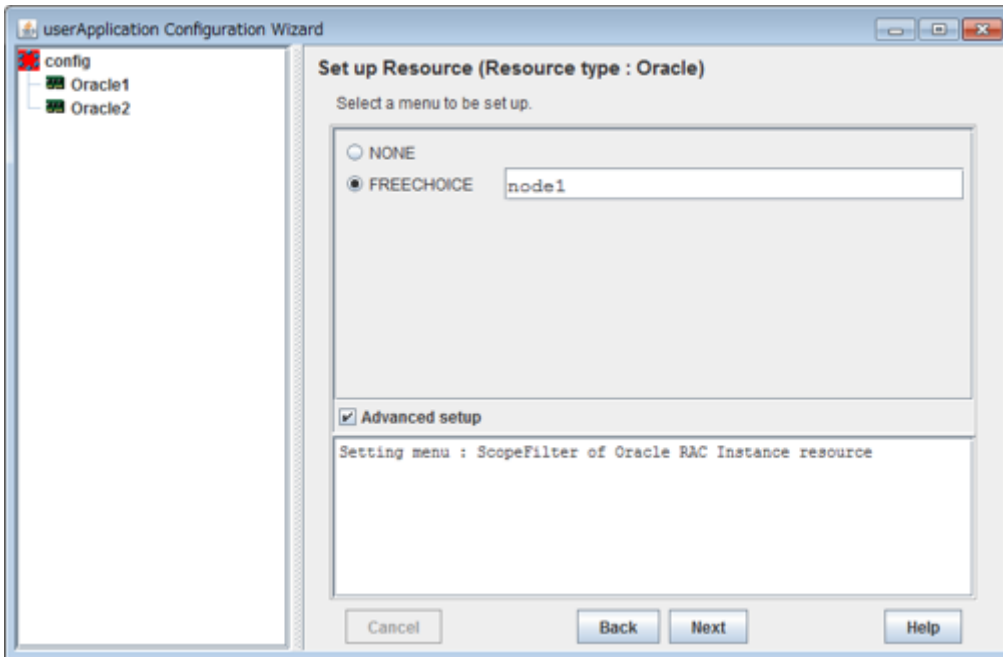 userApplication Configuration Wizard
config
Oracle1
Oracle2
Set up Resource (Resource type : Oracle)
Select a menu to be set up.
NONE
FREECHOICE node1
Advanced setup
Setting menu : ScopeFilter of Oracle RAC Instance resource
Cancel Back Next Help